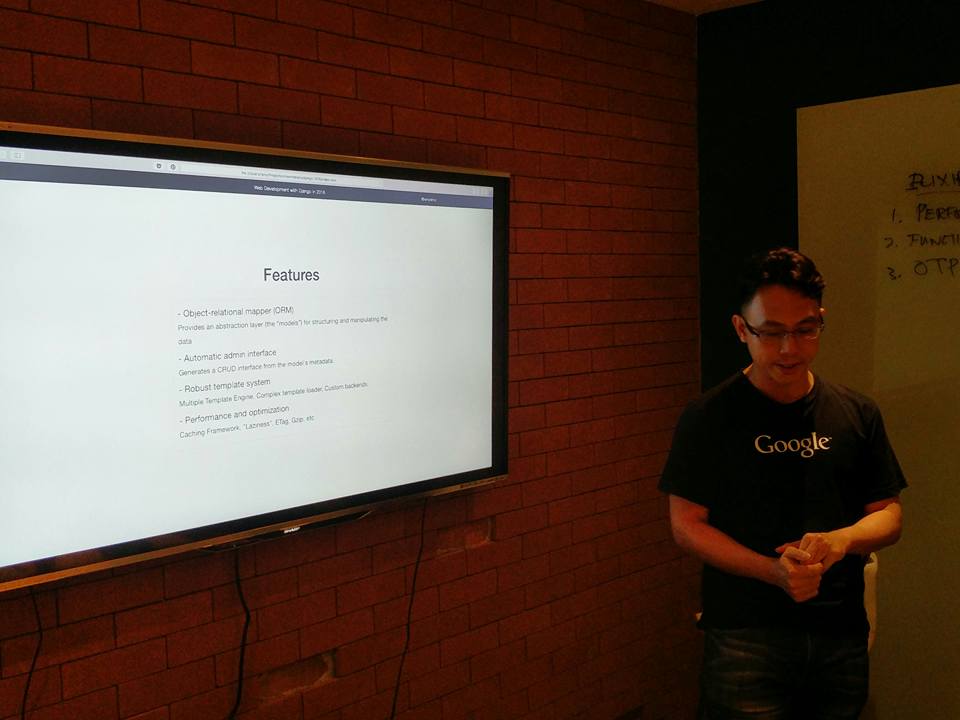 Web Development with Django in 2016
Features
- Object-relational mapper (ORM)
Provides an abstraction layer (the "models") for structuring and manipulating the
data
- Automatic admin interface
Generates a CRUD interface from the model's metadata.
- Robust template system
Multiple Template Engine, Complex template loader, Custom backends.
- Performance and optimization
Caching Framework, "Laziness", ETag, Gzip, etc
SHARP
Google
1.
2.
3. OTP